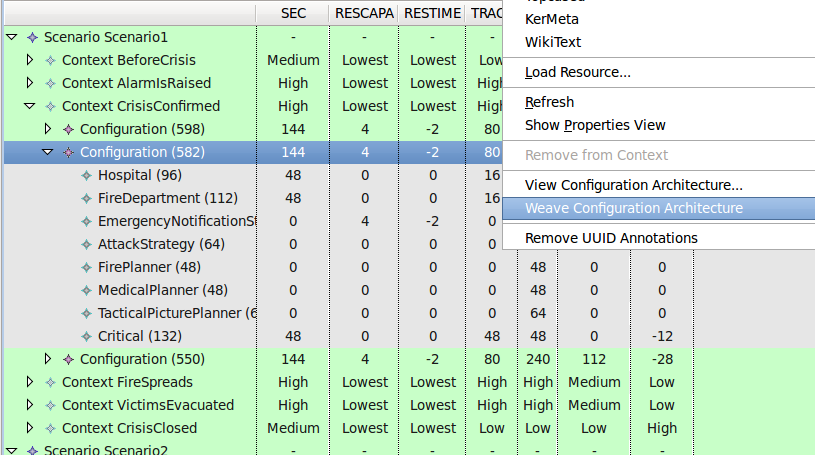 SEC RESCAPA RESTIME TRAC
KerMeta
WikiText
Load Resource...
Refresh
Show Properties View
Remove from Context
View Configuration Architecture...
Weave Configuration Architecture
Remove UUID Annotations
Scenario Scenario1 - - - -
Context BeforeCrisis Medium Lowest Lowest Low
Context AlarmIsRaised High Lowest Lowest High
Context CrisisConfirmed High Lowest Lowest High
Configuration (598) 144 4 -2 80
Configuration (582) 144 4 -2 80
Hospital (96) 48 0 0 16
FireDepartment (112) 48 0 0 16
EmergencyNotificationS 0 4 -2 0
AttackStrategy (64) 0 0 0 0
FirePlanner (48) 0 0 0 0 48 0 0
MedicalPlanner (48) 0 0 0 0 48 0 0
TacticalPicturePlanner (6 0 0 0 0 64 0 0
Critical (132) 48 0 0 48 48 0 -12
Configuration (550) 144 4 -2 80 240 112 -28
Context FireSpreads High Lowest Lowest High High Medium Low
Context VictimsEvacuated High Lowest Lowest High High Medium Low
Context CrisisClosed Medium Lowest Lowest Low Low Low High
Scenario Scenario2 - - - - - - -